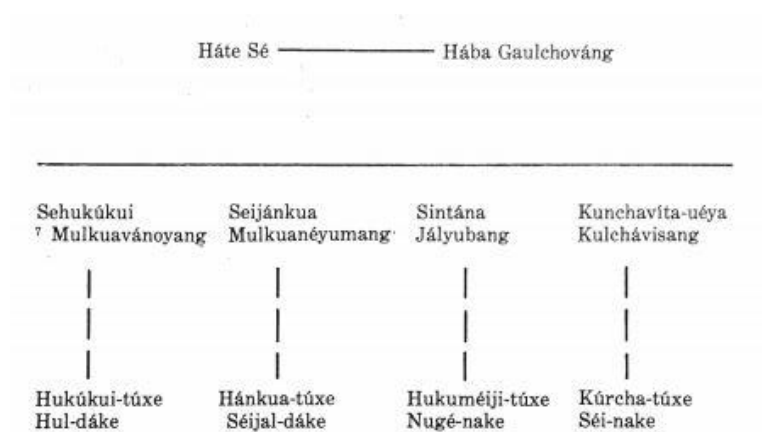 Háte Sé Hába Gaulchováng
Sehukúkui Seijánkua Sintána Kunchavíta-uéya
⁷ Mulkuavánoyang Mulkuanéyumang Jályubang Kulchávisang
Hukúkui-túxe Hánkua-túxe Hukuméiji-túxe Kúrcha-túxe
Hul-dáke Séijal-dáke Nugé-nake Séi-nake